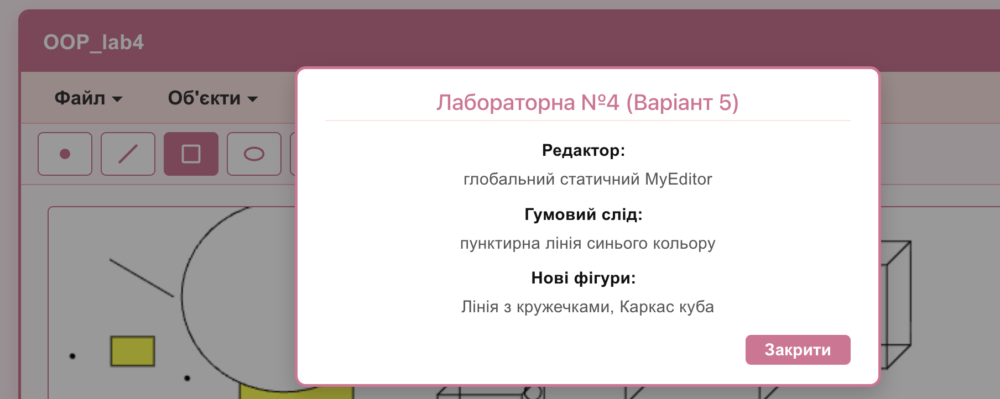 OOP_lab4
Файл
Об'єкти
Лабораторна №4 (Варіант 5)
Редактор:
глобальний статичний MyEditor
Гумовий слід:
пунктирна лінія синього кольору
Нові фігури:
Лінія з кружечками, Каркас куба
Закрити